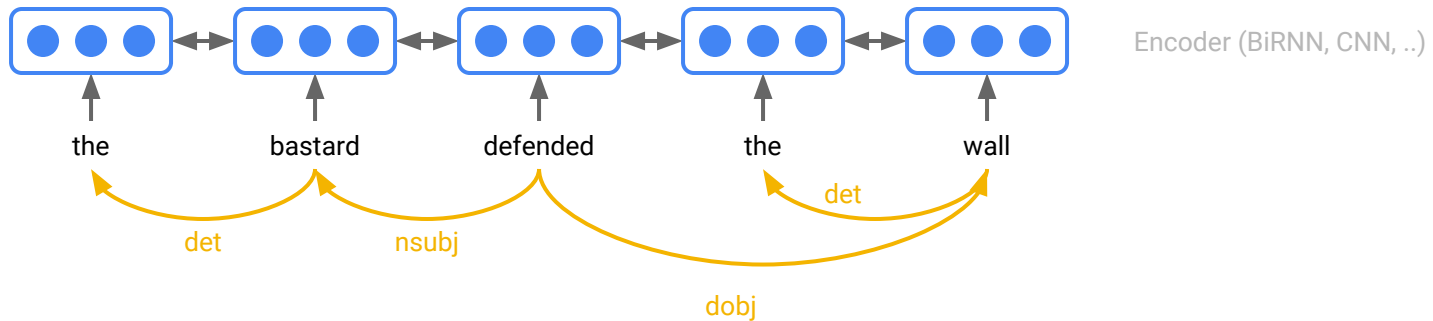 Encoder (BiRNN, CNN, ..)
the bastard defended the wall
det
det nsubj
dobj